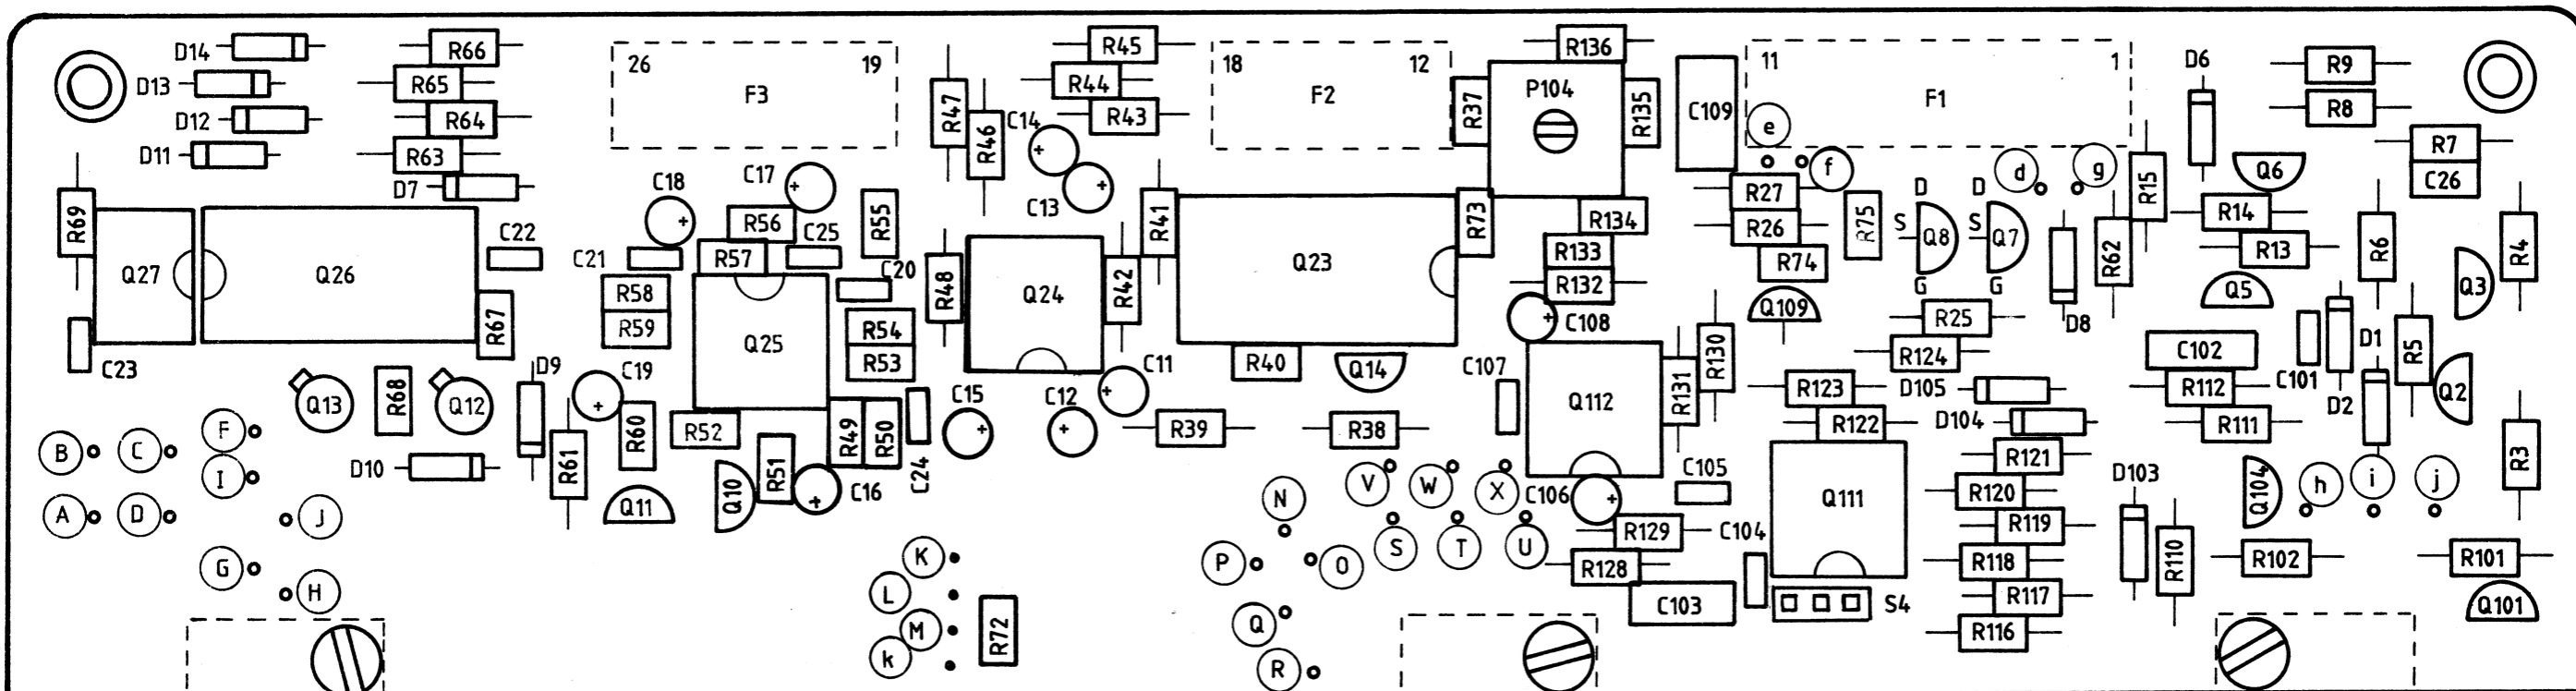 D14
R66
R45
R136
D13
R65
26
19
R44
18
12
11
1
D6
R9
F3
F2
P104
F1
D12
R64
R47
C14
R43
R37
R135
C109
e
R8
D11
R63
R46
R7
D7
C18
C17
C13
f
d
g
R15
Q6
C26
R69
R56
R55
R41
R73
R27
R75
D
D
R14
R134
C22
C21
R57
C25
R26
S
Q8
S
Q7
R62
R13
R6
R4
Q27
Q26
C20
R48
Q24
R42
Q23
R133
R74
G
G
R58
R132
Q5
Q3
R59
Q25
R54
C108
Q109
R25
D8
R67
R53
R130
R124
C102
D1
R5
C23
D9
C19
R40
Q14
C107
R131
R123
D105
R112
C101
D2
Q2
Q13
R68
Q12
C15
C12
C11
Q112
R122
D104
R111
F
R60
R52
R49
R50
R39
R38
B
C
I
D10
R61
R51
C24
V
W
X
C105
R121
D103
R3
Q10
C16
N
C106
Q111
R120
Q104
h
i
j
A
D
J
Q11
S
T
U
R129
C104
R119
G
K
P
O
R128
R118
R110
R102
R101
H
L
C103
S4
R117
Q101
M
R72
Q
R116
k
R